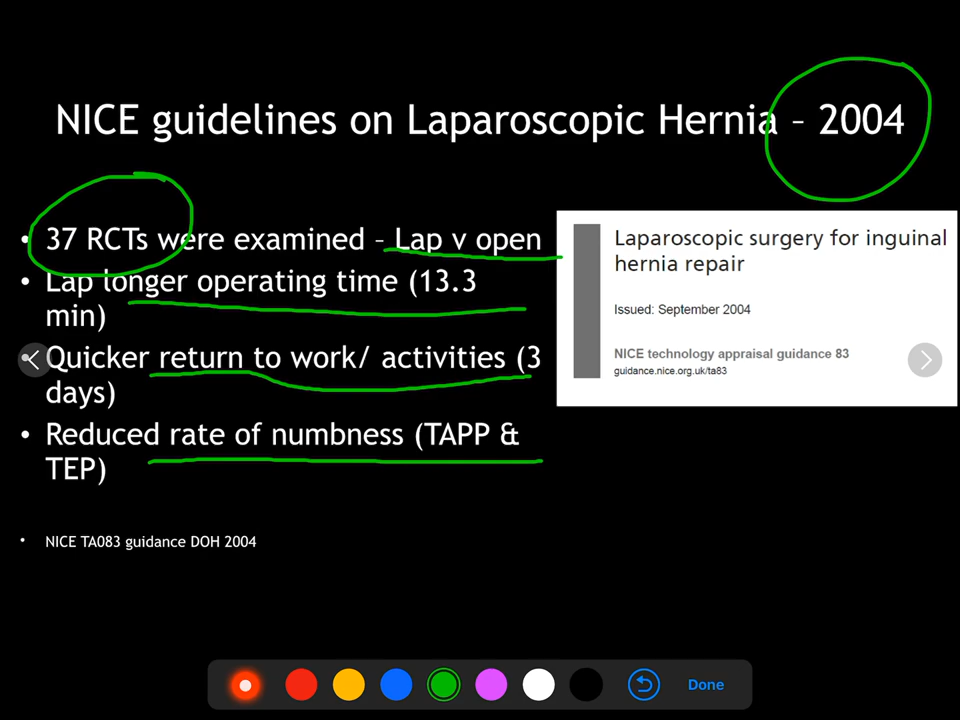 NICE guidelines on Laparoscopic Hernia – 2004
• 37 RCTs were examined – Lap v open
• Lap longer operating time (13.3
min)
• Quicker return to work/ activities (3
days)
• Reduced rate of numbness (TAPP &
TEP)
• NICE TA083 guidance DOH 2004
Laparoscopic surgery for inguinal
hernia repair
Issued: September 2004
NICE technology appraisal guidance 83
guidance.nice.org.uk/ta83
Done